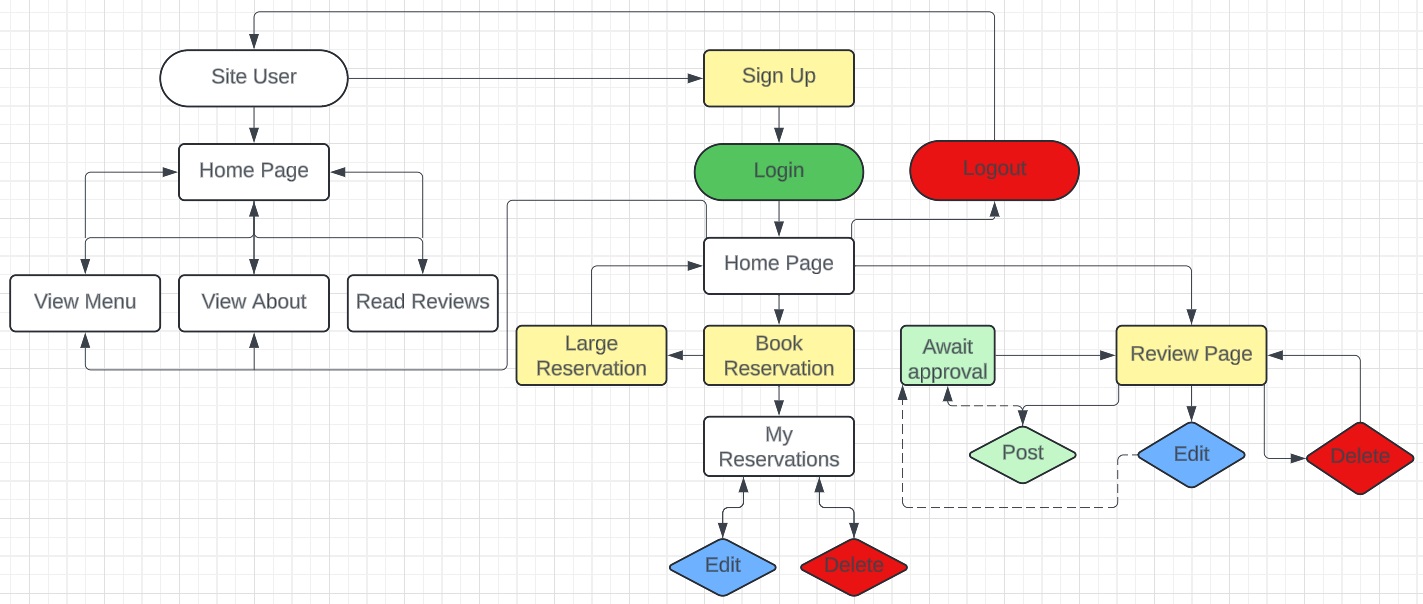 Site User
Sign Up
Home Page
Login
Logout
Home Page
View Menu
View About
Read Reviews
Large
Reservation
Book
Reservation
Await
approval
Review Page
My
Reservations
Post
Edit
Delete
Edit
Delete